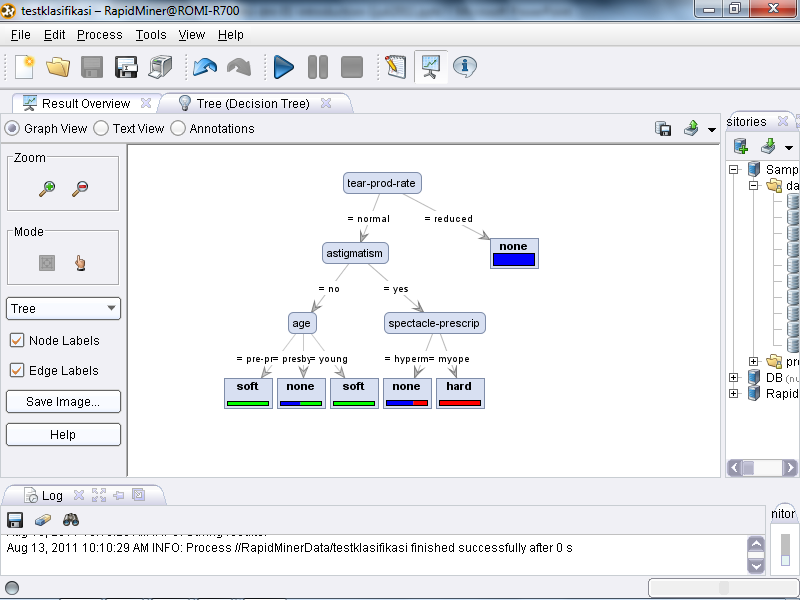 testklasifikasi – RapidMiner@ROMI-R700
File Edit Process Tools View Help
Result Overview Tree (Decision Tree)
Graph View Text View Annotations
sitories
Zoom
Samp
da
tear-prod-rate
= normal = reduced
Mode
none
astigmatism
= no = yes
Tree
age spectacle-prescrip
Node Labels
= pre-pr = presby = young = hyperm = myope
Edge Labels
pr
soft none soft none hard
DB (nu
Rapid
Save Image...
Help
Log
nitor
Aug 13, 2011 10:10:29 AM INFO: Process //RapidMinerData/testklasifikasi finished successfully after 0 s